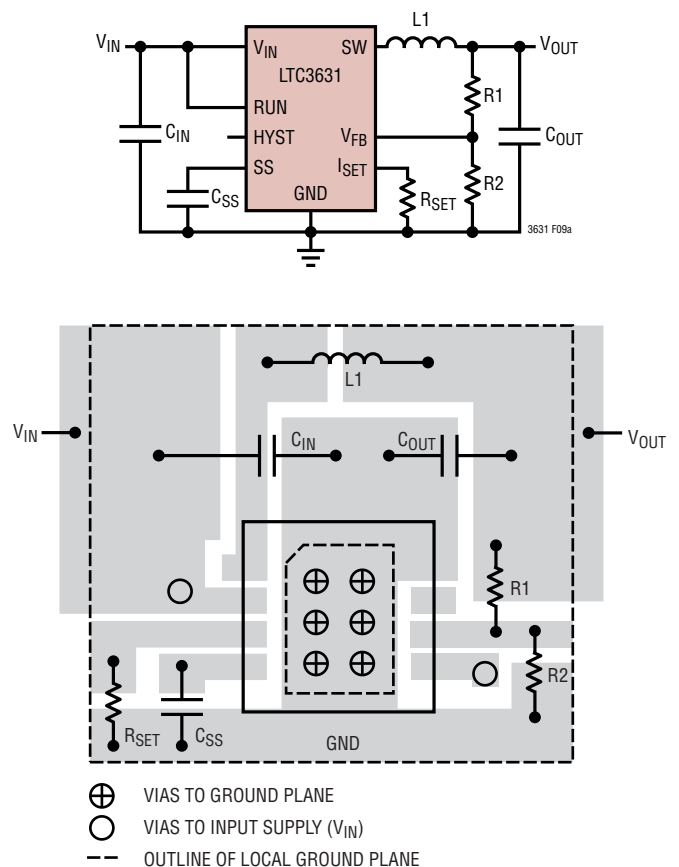 L1
VIN
VIN
SW
VOUT
LTC3631
RUN
R1
CIN
HYST
VFB
COUT
SS
ISET
CSS
GND
RSET
R2
3631 F09a
L1
VIN
CIN
COUT
VOUT
R1
R2
RSET
CSS
GND
VIAS TO GROUND PLANE
VIAS TO INPUT SUPPLY (VIN)
OUTLINE OF LOCAL GROUND PLANE